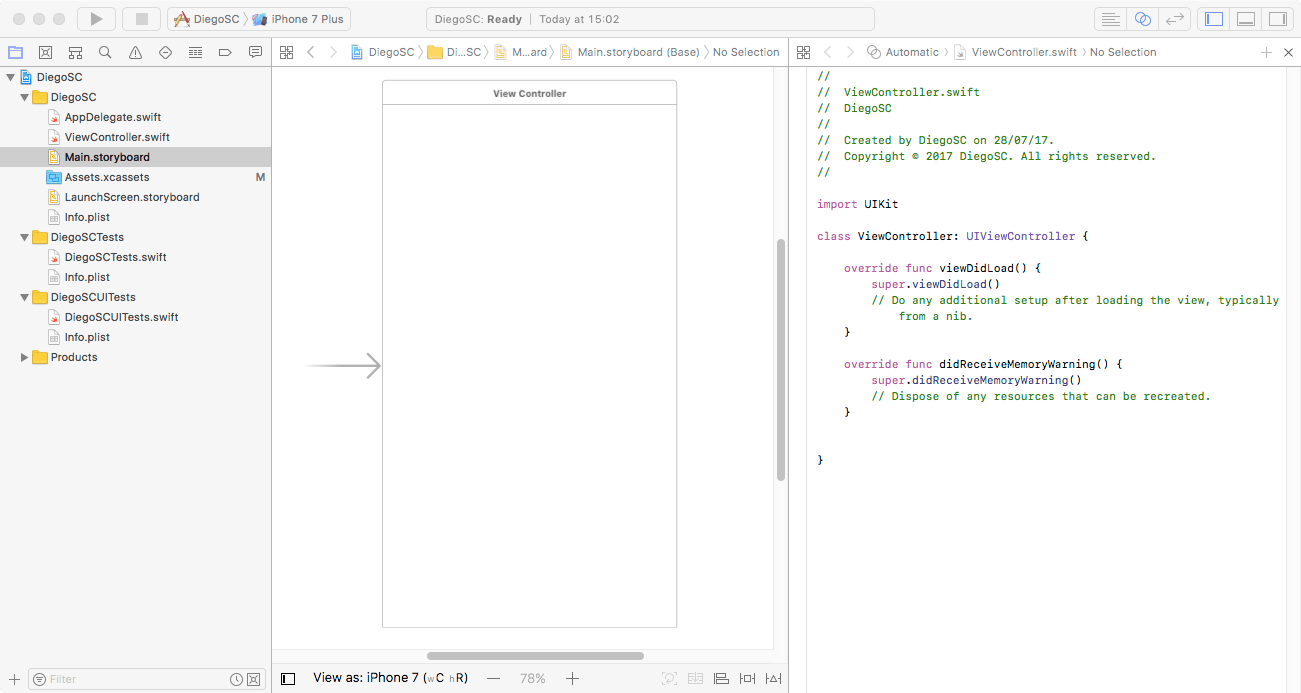 DiegoSC iPhone 7 Plus
DiegoSC: Ready | Today at 15:02
DiegoSC Di...SC M...ard Main.storyboard (Base) No Selection
Automatic ViewController.swift No Selection
DiegoSC
DiegoSC
AppDelegate.swift
ViewController.swift
Main.storyboard
Assets.xcassets M
LaunchScreen.storyboard
Info.plist
DiegoSCTests
DiegoSCTests.swift
Info.plist
DiegoSCUITests
DiegoSCUITests.swift
Info.plist
Products
Filter
View Controller
View as: iPhone 7 (wC hR) — 78% +
//
// ViewController.swift
// DiegoSC
//
// Created by DiegoSC on 28/07/17.
// Copyright © 2017 DiegoSC. All rights reserved.
//
import UIKit
class ViewController: UIViewController {
override func viewDidLoad() {
super.viewDidLoad()
// Do any additional setup after loading the view, typically
from a nib.
}
override func didReceiveMemoryWarning() {
super.didReceiveMemoryWarning()
// Dispose of any resources that can be recreated.
}
}